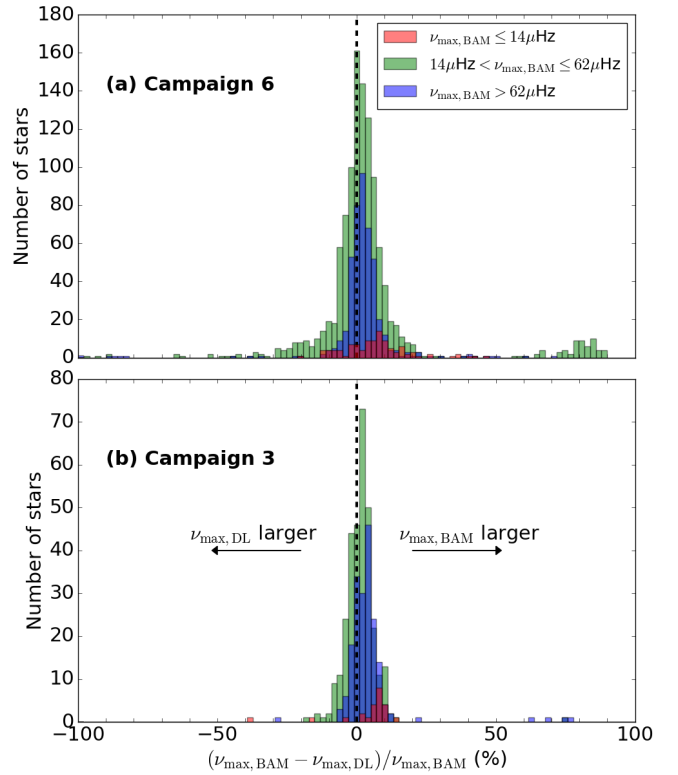 180
160
140
120
100
80
60
40
20
0
Number of stars
(a) Campaign 6
ν_max,BAM ≤ 14μHz
14μHz < ν_max,BAM ≤ 62μHz
ν_max,BAM > 62μHz
80
70
60
50
40
30
20
10
0
Number of stars
(b) Campaign 3
ν_max,DL larger
ν_max,BAM larger
−100 −50 0 50 100
(ν_max,BAM − ν_max,DL)/ν_max,BAM (%)